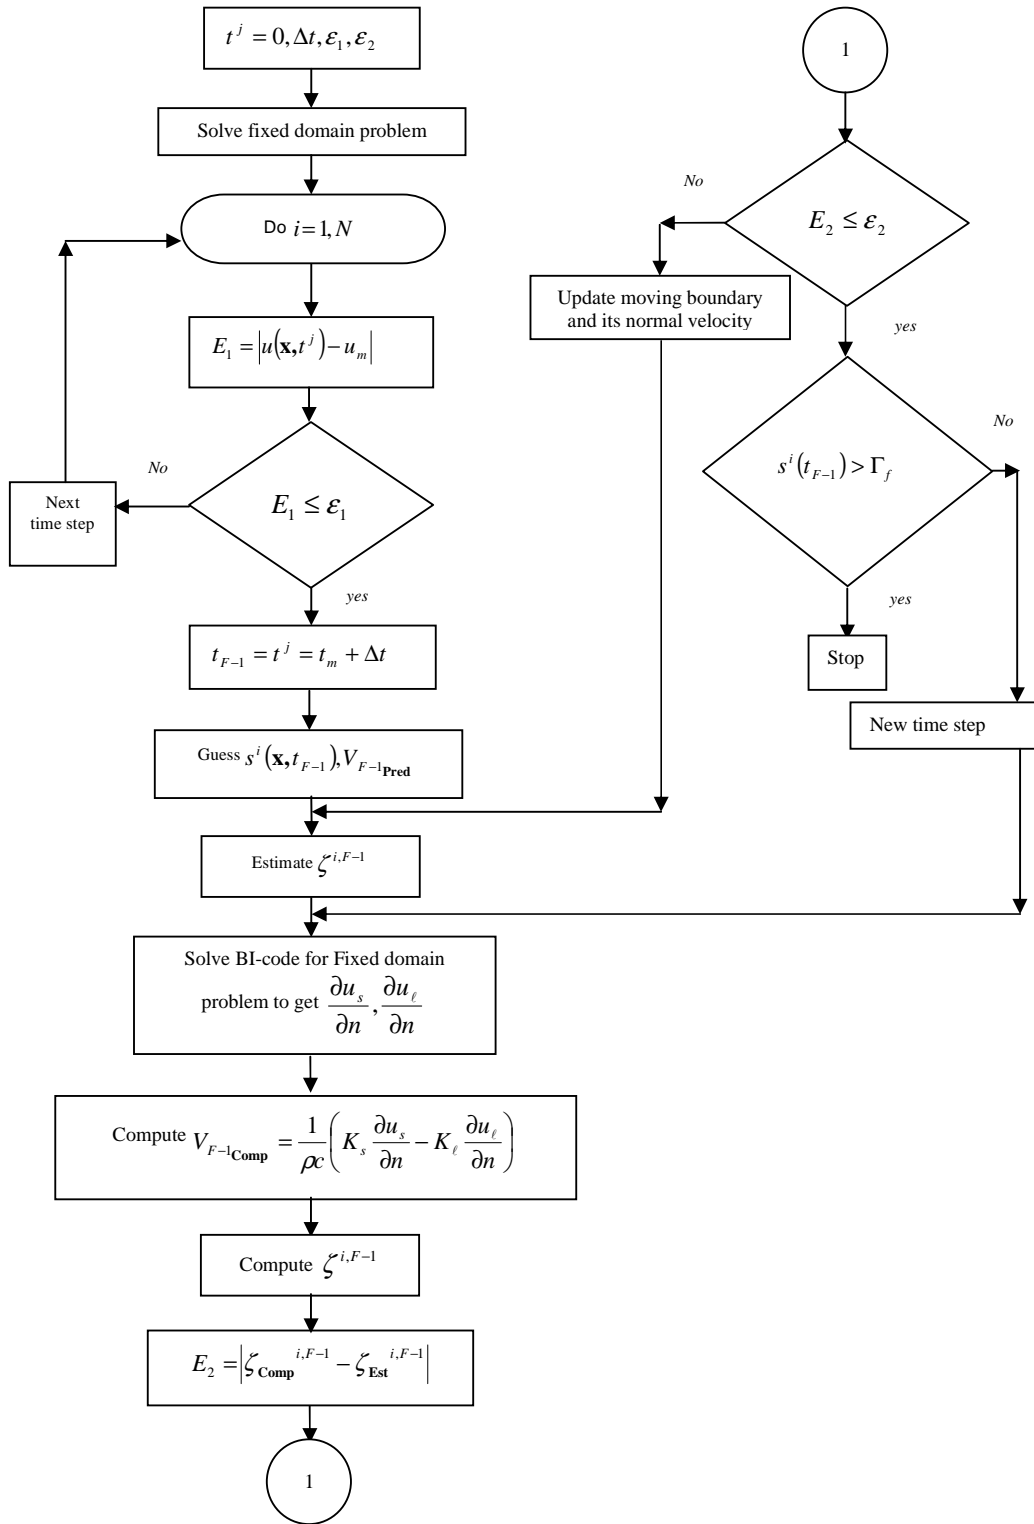 t^j = 0, Δt, ε_1, ε_2
Solve fixed domain problem
Do i = 1, N
E_1 = |u(x, t^j) − u_m|
No
E_1 ≤ ε_1
Next
time step
yes
t_{F−1} = t^j = t_m + Δt
Guess s^i(x, t_{F−1}), V_{F−1 Pred}
Estimate ζ^{i,F−1}
Solve BI-code for Fixed domain
problem to get ∂u_s/∂n, ∂u_ℓ/∂n
Compute V_{F−1 Comp} = 1/ρc (K_s ∂u_s/∂n − K_ℓ ∂u_ℓ/∂n)
Compute ζ^{i,F−1}
E_2 = |ζ_Comp^{i,F−1} − ζ_Est^{i,F−1}|
1
1
No
E_2 ≤ ε_2
Update moving boundary
and its normal velocity
yes
No
s^i(t_{F−1}) > Γ_f
yes
Stop
New time step